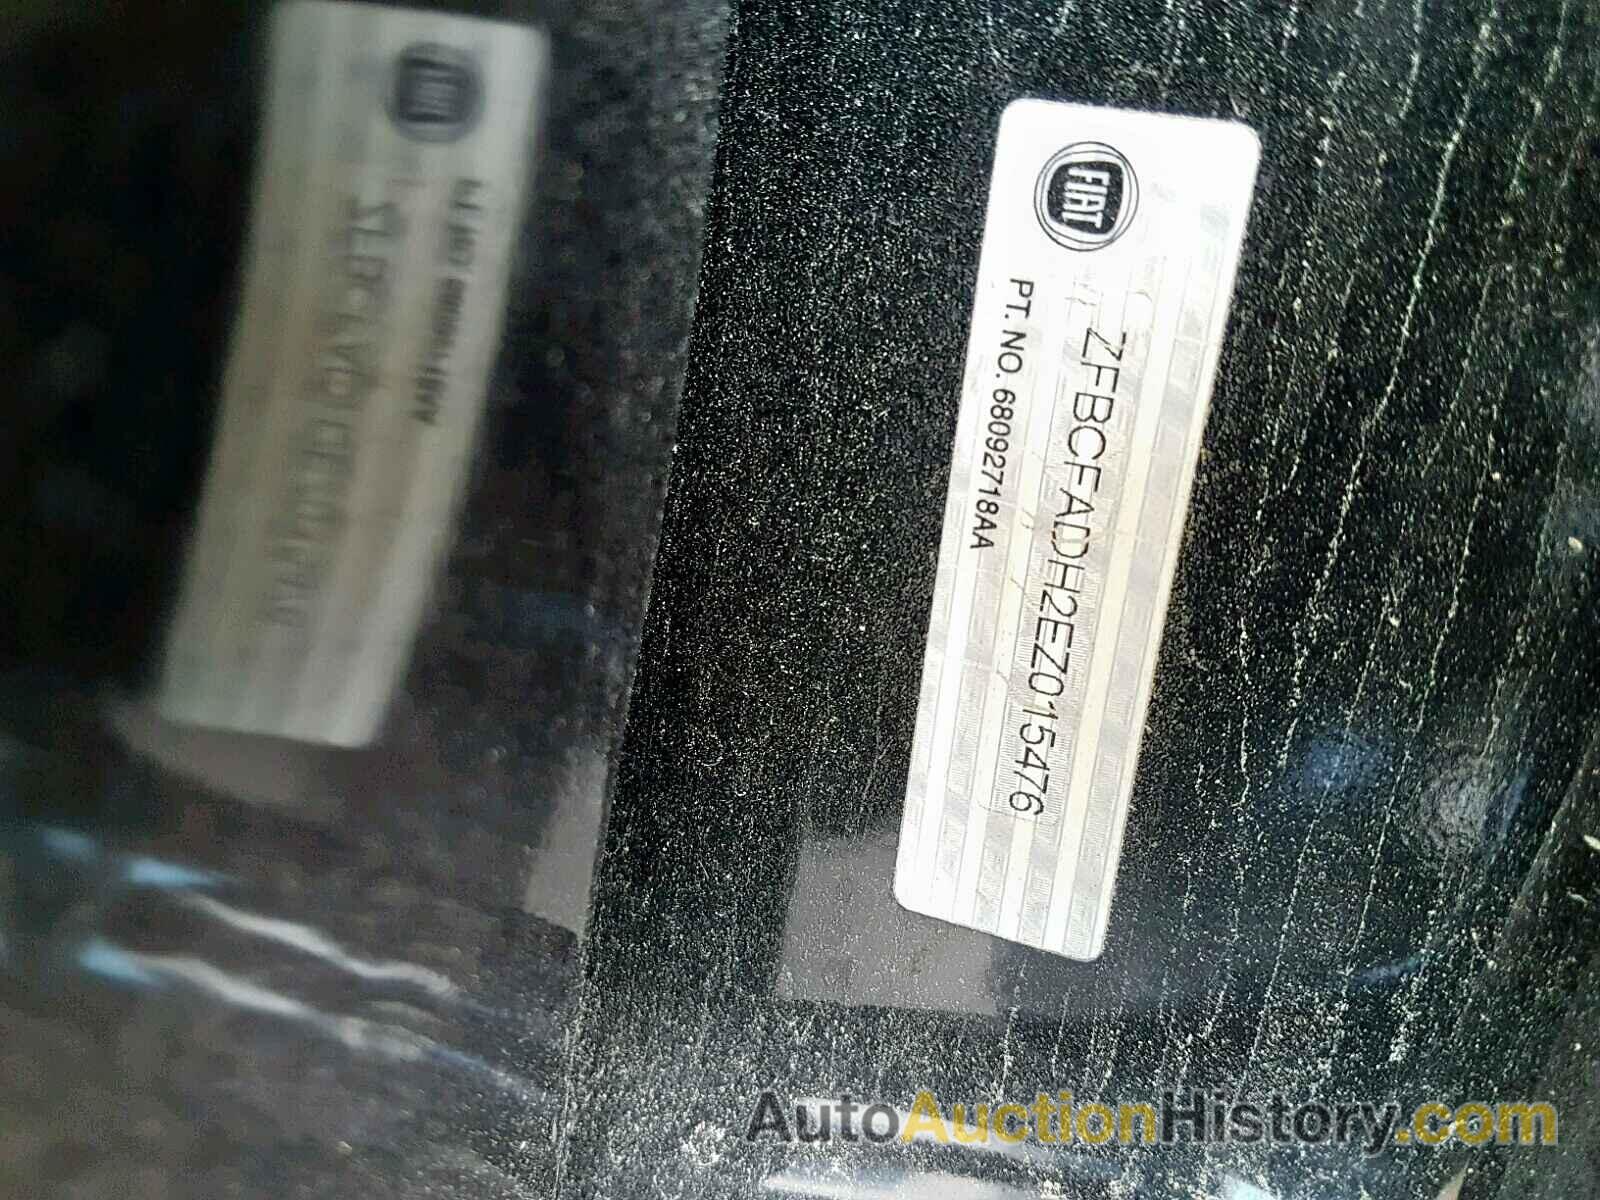 FIAT
PT. NO. 68092718AA
ZFBCFADH2EZ015476
AutoAuctionHistory.com